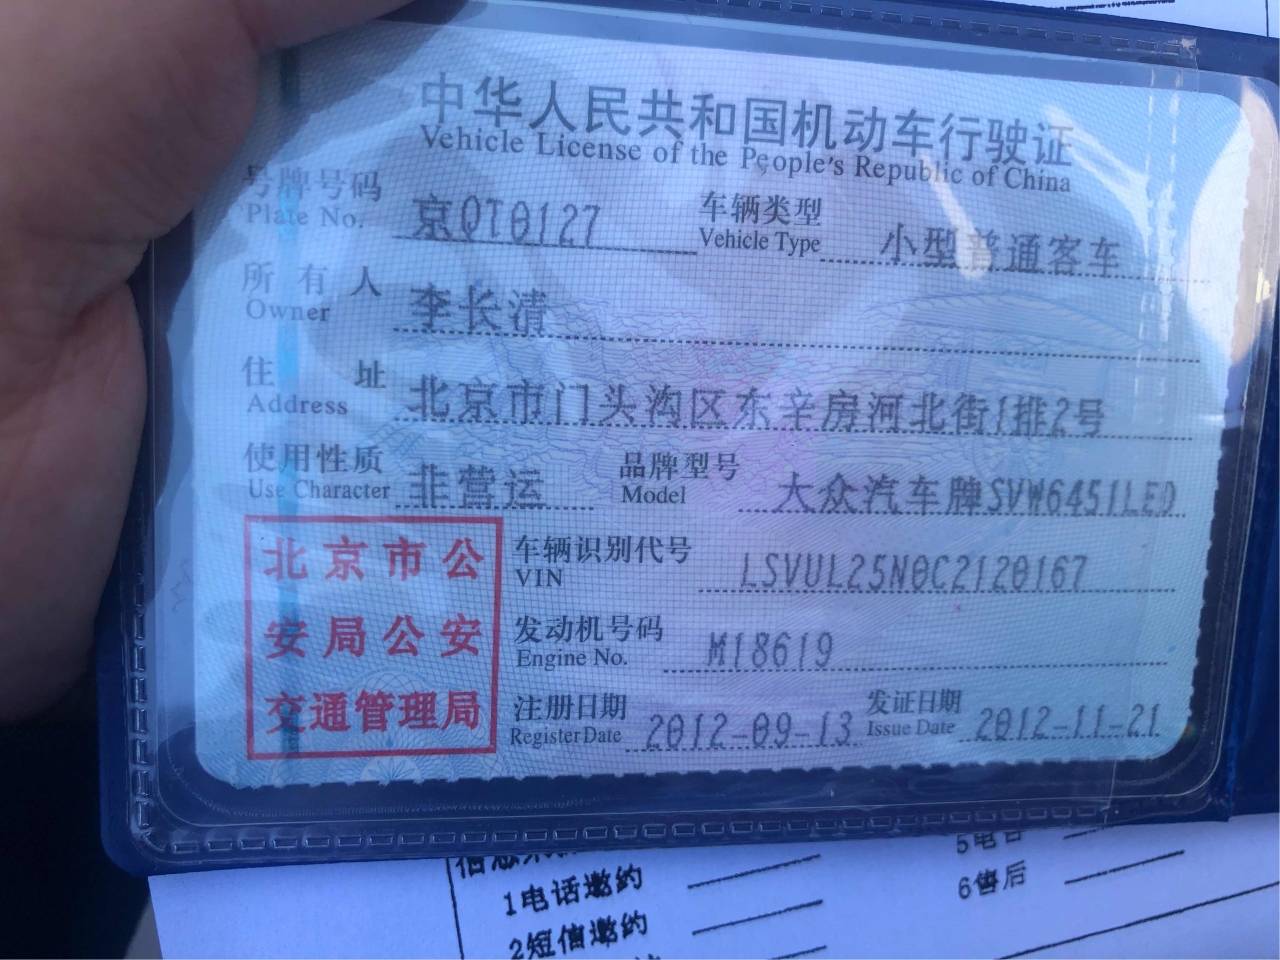 中华人民共和国机动车行驶证
Vehicle License of the People's Republic of China
号牌号码 京QT0127 车辆类型 小型普通客车
Plate No. Vehicle Type
所有人 李长清
Owner
住址 北京市门头沟区东辛房河北街1排2号
Address
使用性质 非营运 品牌型号 大众汽车牌SVW6451LED
Use Character Model
北京市公
安局公安
交通管理局
车辆识别代号 LSVUL25N0C2120167
VIN
发动机号码 M18619
Engine No.
注册日期 2012-09-13 发证日期 2012-11-21
Register Date Issue Date
1电话邀约
2短信邀约
6售后